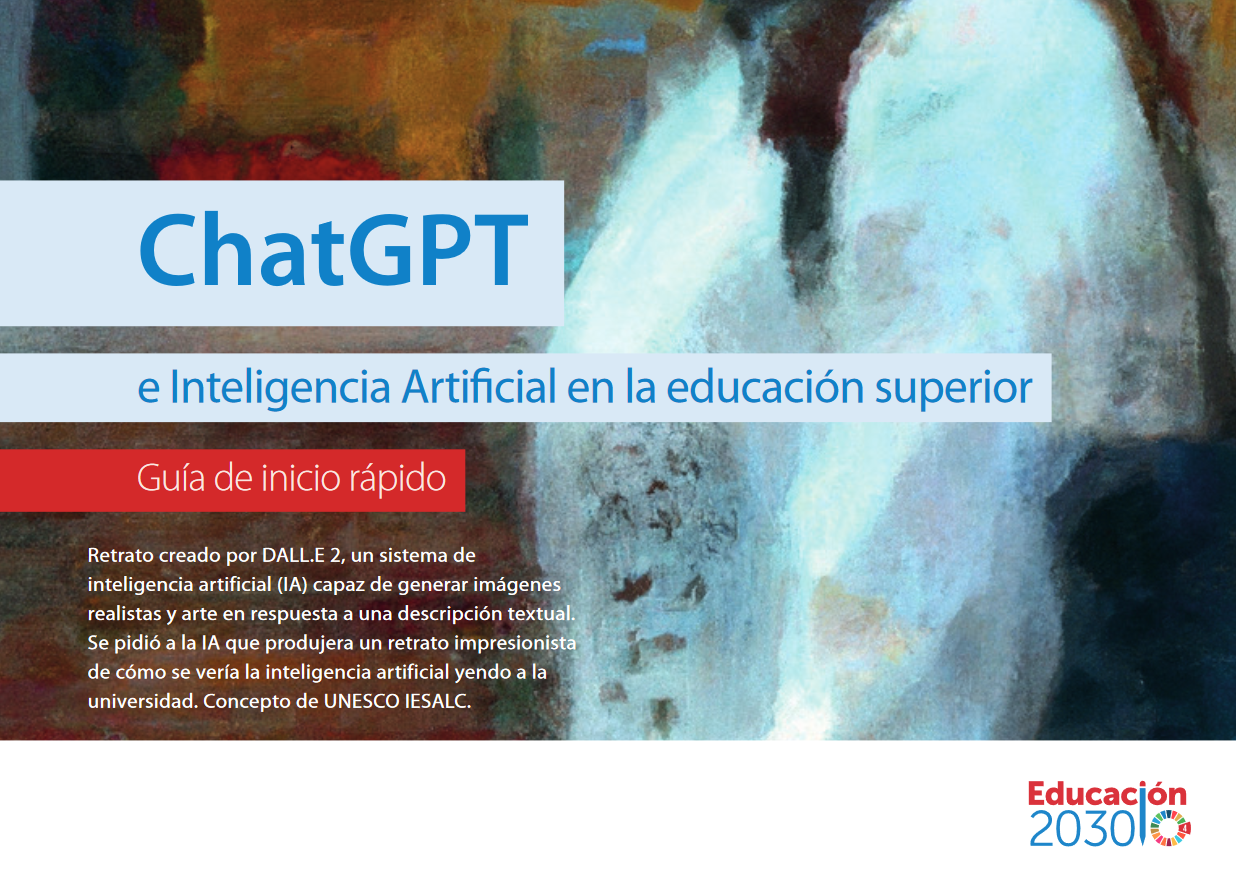 ChatGPT
e Inteligencia Artificial en la educación superior
Guía de inicio rápido
Retrato creado por DALL.E 2, un sistema de
inteligencia artificial (IA) capaz de generar imágenes
realistas y arte en respuesta a una descripción textual.
Se pidió a la IA que produjera un retrato impresionista
de cómo se vería la inteligencia artificial yendo a la
universidad. Concepto de UNESCO IESALC.
Educación
2030
4